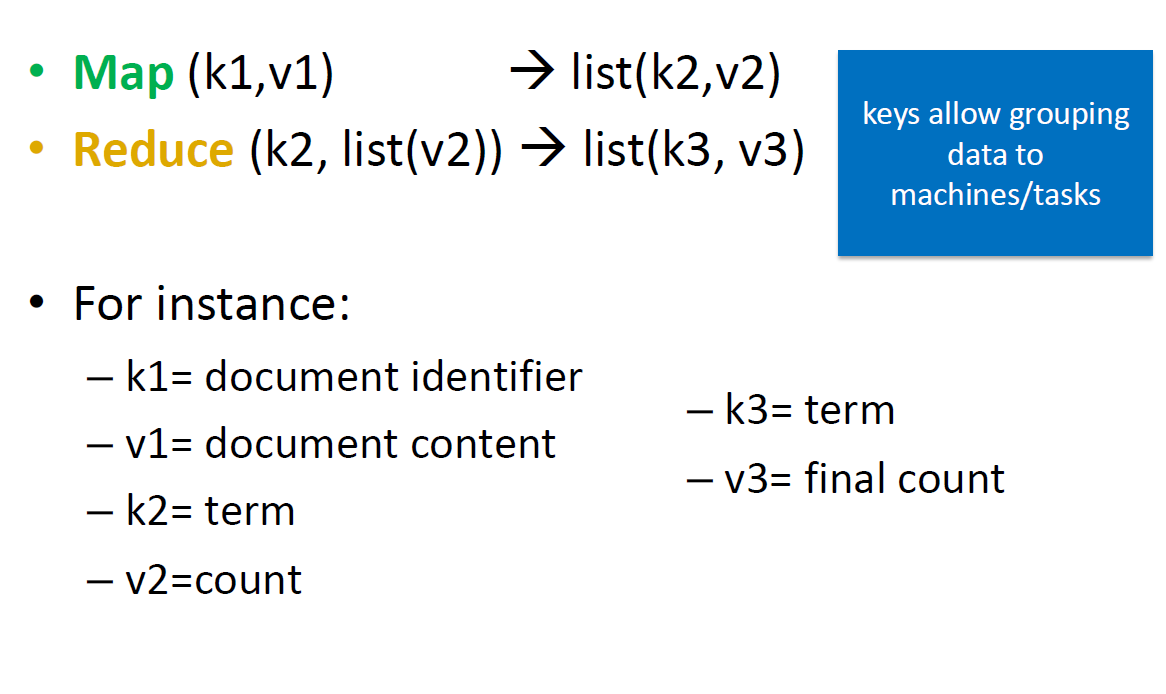 • Map (k1,v1) → list(k2,v2)
• Reduce (k2, list(v2)) → list(k3, v3)
keys allow grouping
data to
machines/tasks
• For instance:
– k1= document identifier
– v1= document content
– k2= term
– v2=count
– k3= term
– v3= final count